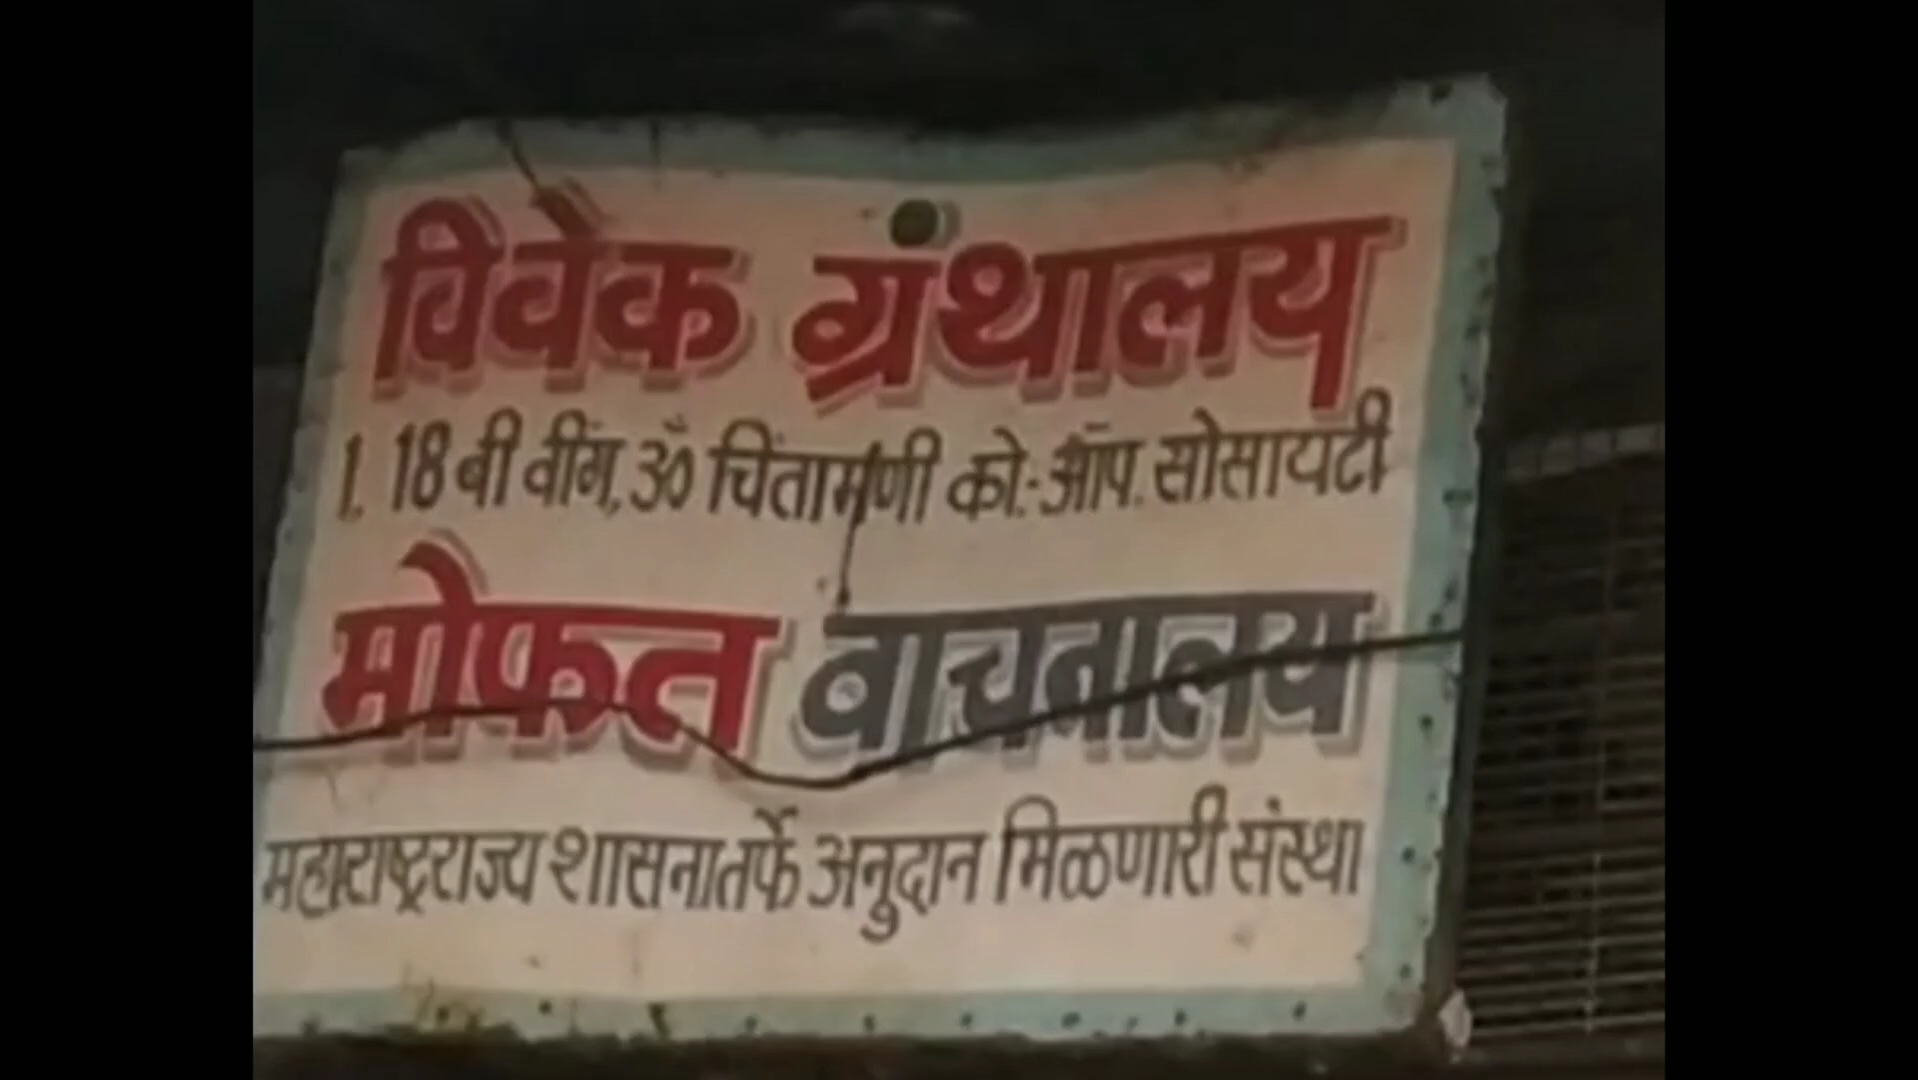 विवेक ग्रंथालय
1, 18 बी वींग, ॐ चिंतामणी को.-ऑप. सोसायटी
मोफत वाचनालय
महाराष्ट्रराज्य शासनातर्फे अनुदान मिळणारी संस्था